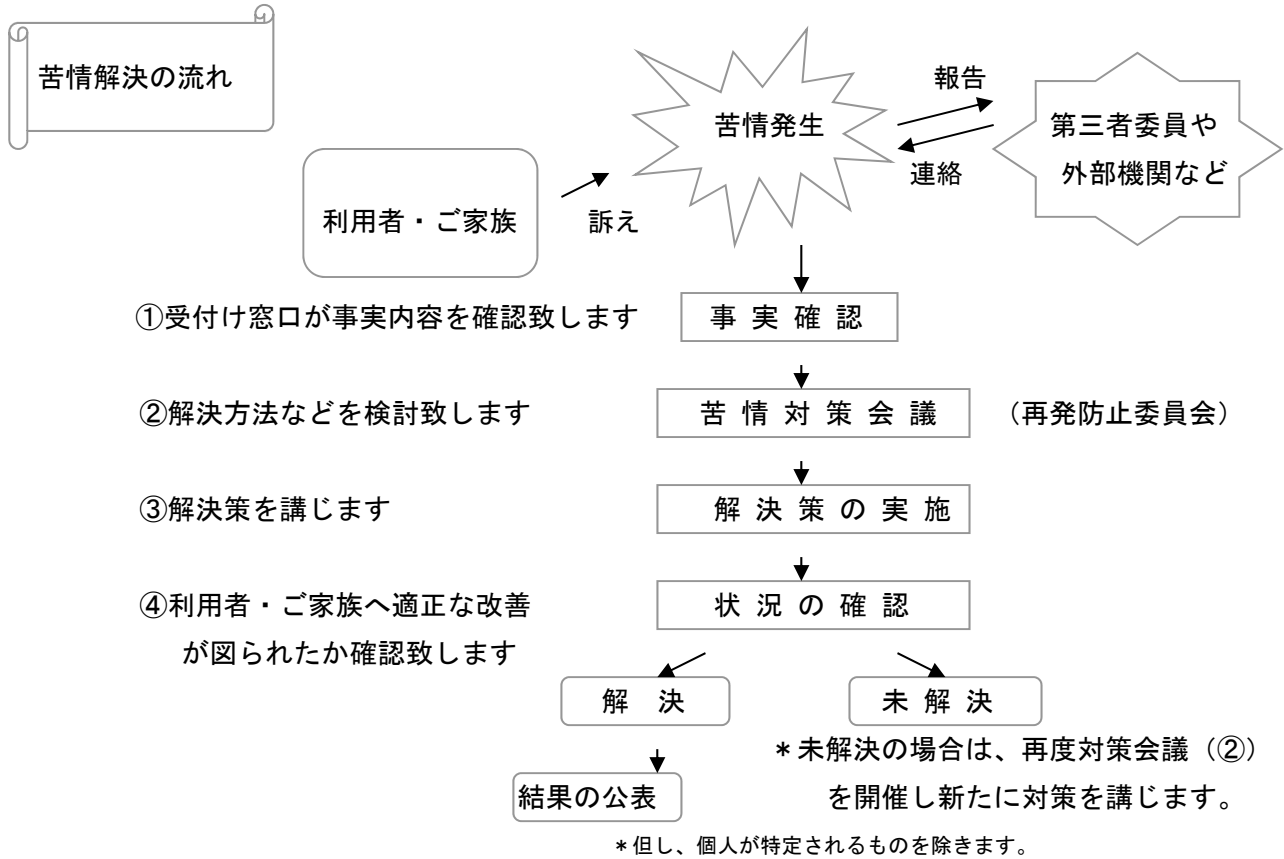 苦情解決の流れ
報告
苦情発生
第三者委員や
外部機関など
連絡
利用者・ご家族
訴え
①受付け窓口が事実内容を確認致します
事実確認
②解決方法などを検討致します
苦情対策会議
（再発防止委員会）
③解決策を講じます
解決策の実施
④利用者・ご家族へ適正な改善
が図られたか確認致します
状況の確認
解 決
未解決
＊未解決の場合は、再度対策会議（②）
を開催し新たに対策を講じます。
結果の公表
＊但し、個人が特定されるものを除きます。